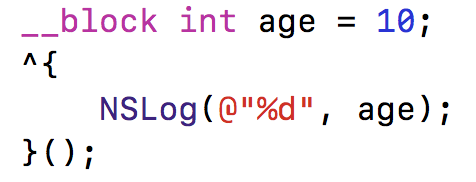 __block int age = 10;
^{
    NSLog(@"%d", age);
}();